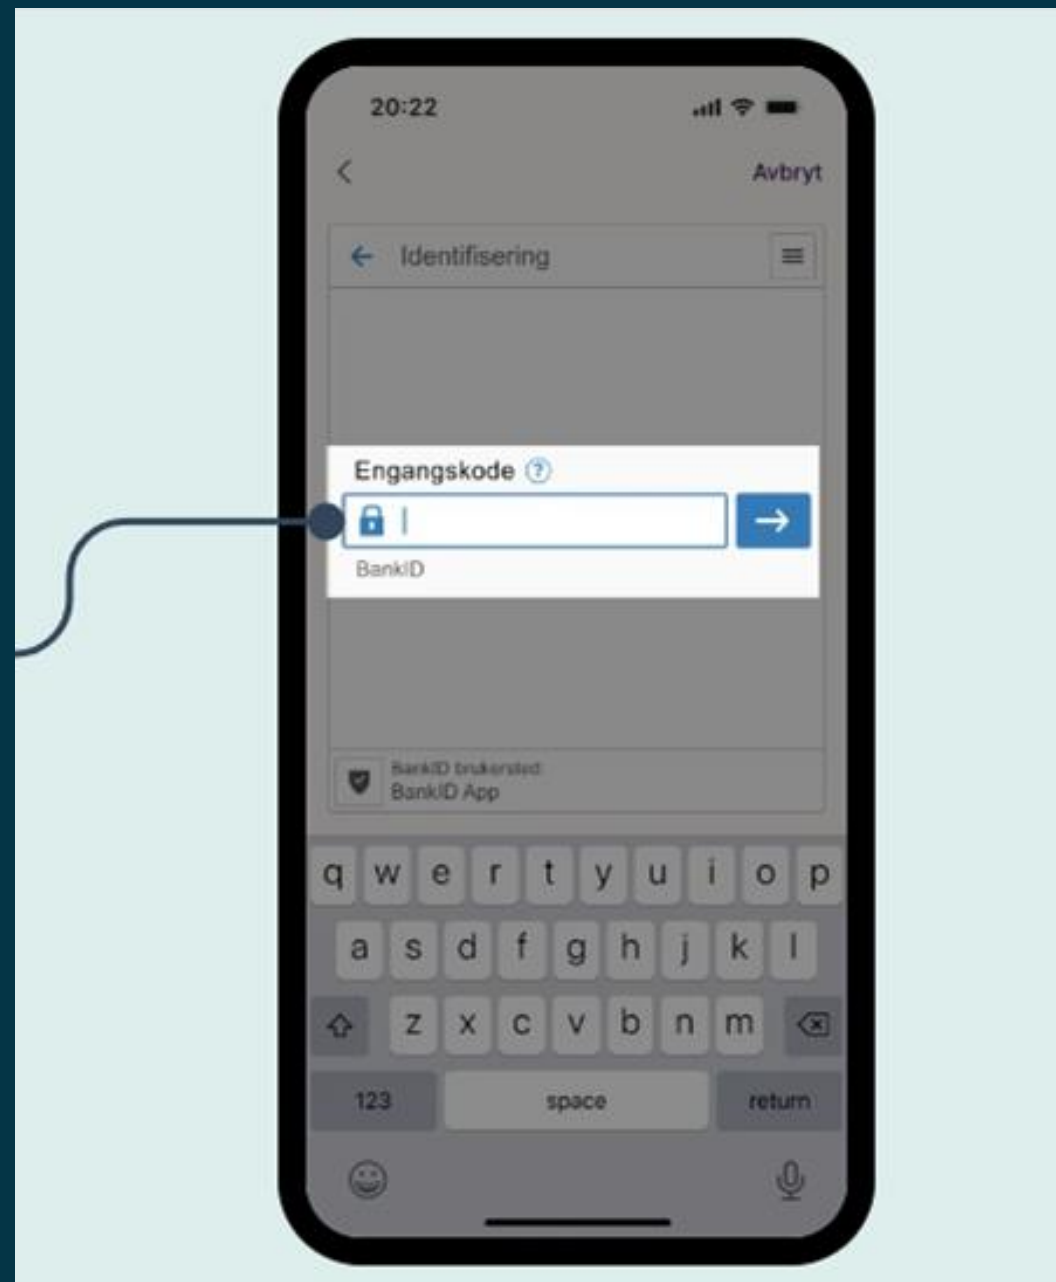 20:22
Avbryt
Identifisering
Engangskode ?
BankID
BankID brukersted:
BankID App
q w e r t y u i o p
a s d f g h j k l
z x c v b n m
123 space return